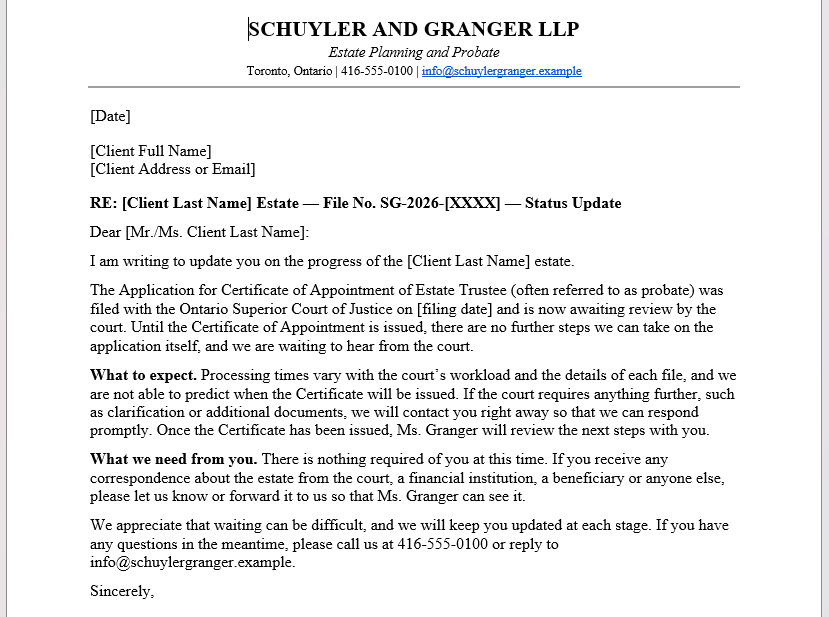 SCHUYLER AND GRANGER LLP
Estate Planning and Probate
Toronto, Ontario | 416-555-0100 | info@schuylergranger.example
[Date]
[Client Full Name]
[Client Address or Email]
RE: [Client Last Name] Estate — File No. SG-2026-[XXXX] — Status Update
Dear [Mr./Ms. Client Last Name]:
I am writing to update you on the progress of the [Client Last Name] estate.
The Application for Certificate of Appointment of Estate Trustee (often referred to as probate) was
filed with the Ontario Superior Court of Justice on [filing date] and is now awaiting review by the
court. Until the Certificate of Appointment is issued, there are no further steps we can take on the
application itself, and we are waiting to hear from the court.
What to expect. Processing times vary with the court’s workload and the details of each file, and we
are not able to predict when the Certificate will be issued. If the court requires anything further, such
as clarification or additional documents, we will contact you right away so that we can respond
promptly. Once the Certificate has been issued, Ms. Granger will review the next steps with you.
What we need from you. There is nothing required of you at this time. If you receive any
correspondence about the estate from the court, a financial institution, a beneficiary or anyone else,
please let us know or forward it to us so that Ms. Granger can see it.
We appreciate that waiting can be difficult, and we will keep you updated at each stage. If you have
any questions in the meantime, please call us at 416-555-0100 or reply to
info@schuylergranger.example.
Sincerely,